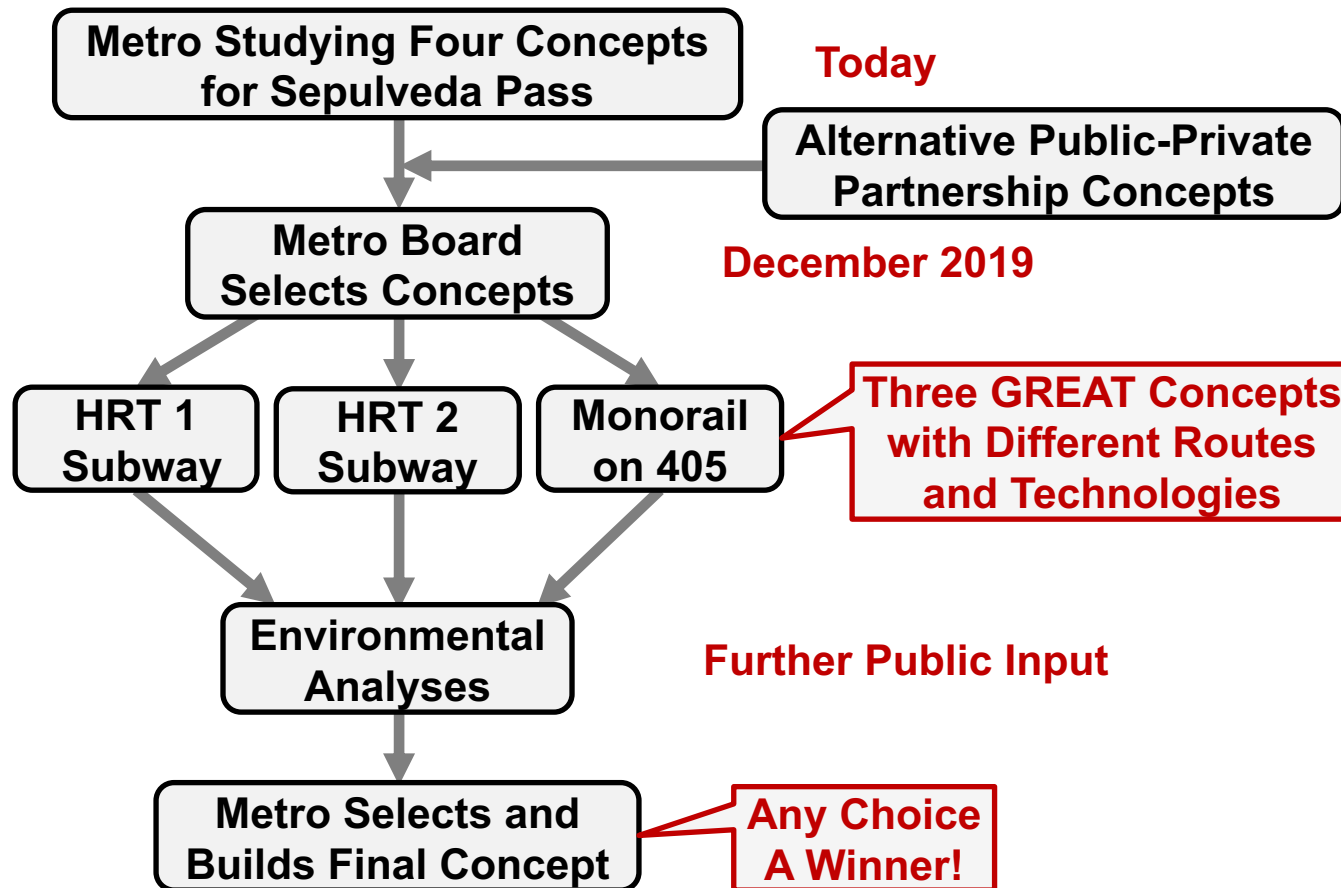 Metro Studying Four Concepts
for Sepulveda Pass
Today
Alternative Public-Private
Partnership Concepts
Metro Board
Selects Concepts
December 2019
HRT 1
Subway
HRT 2
Subway
Monorail
on 405
Three GREAT Concepts
with Different Routes
and Technologies
Environmental
Analyses
Further Public Input
Metro Selects and
Builds Final Concept
Any Choice
A Winner!